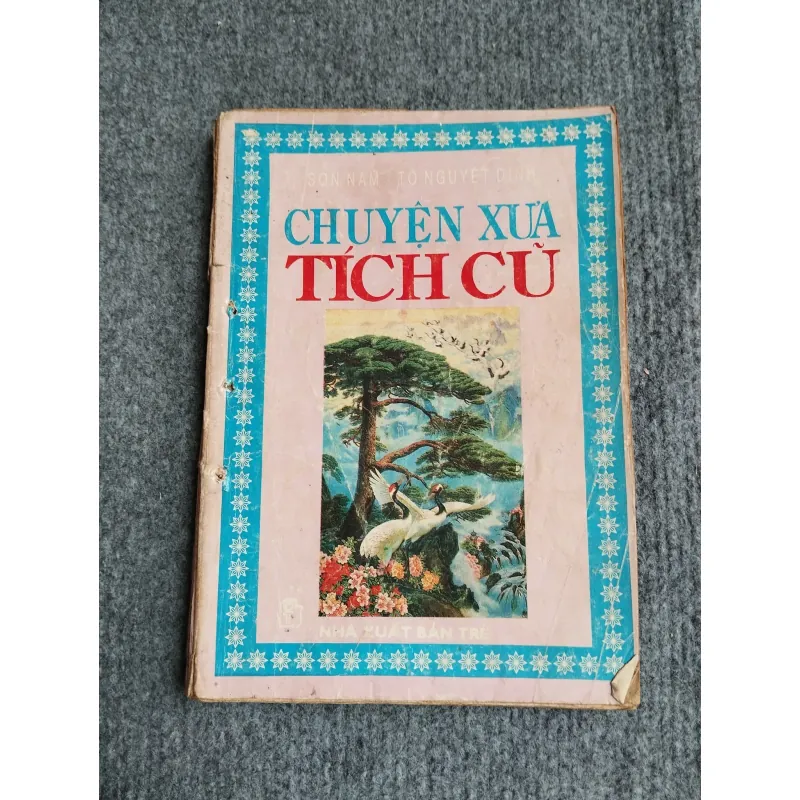 SƠN NAM TÔ NGUYỆT ĐÌNH
CHUYỆN XƯA
TÍCH CŨ
NHÀ XUẤT BẢN TRẺ